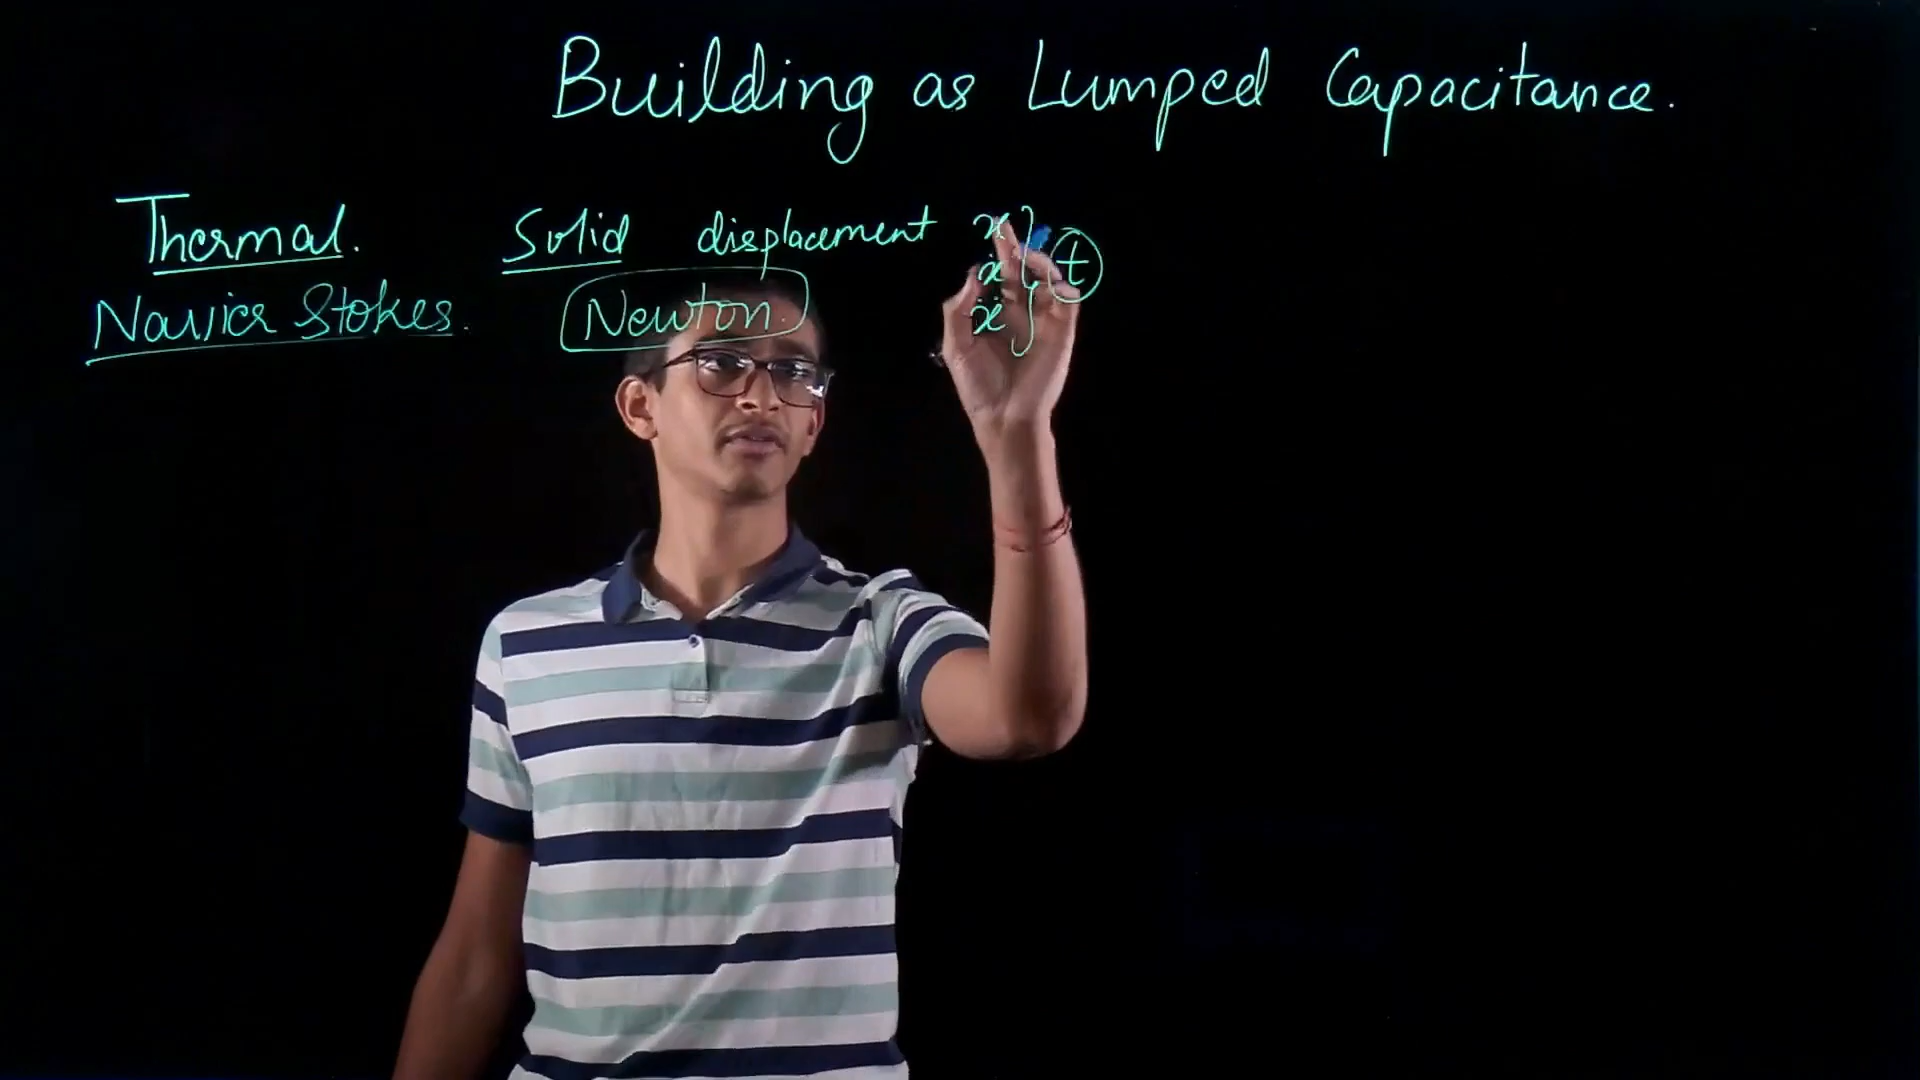 Building as Lumped Capacitance.
Thermal. Solid displacement x
ẋ } t
Navier Stokes. Newton. ẍ